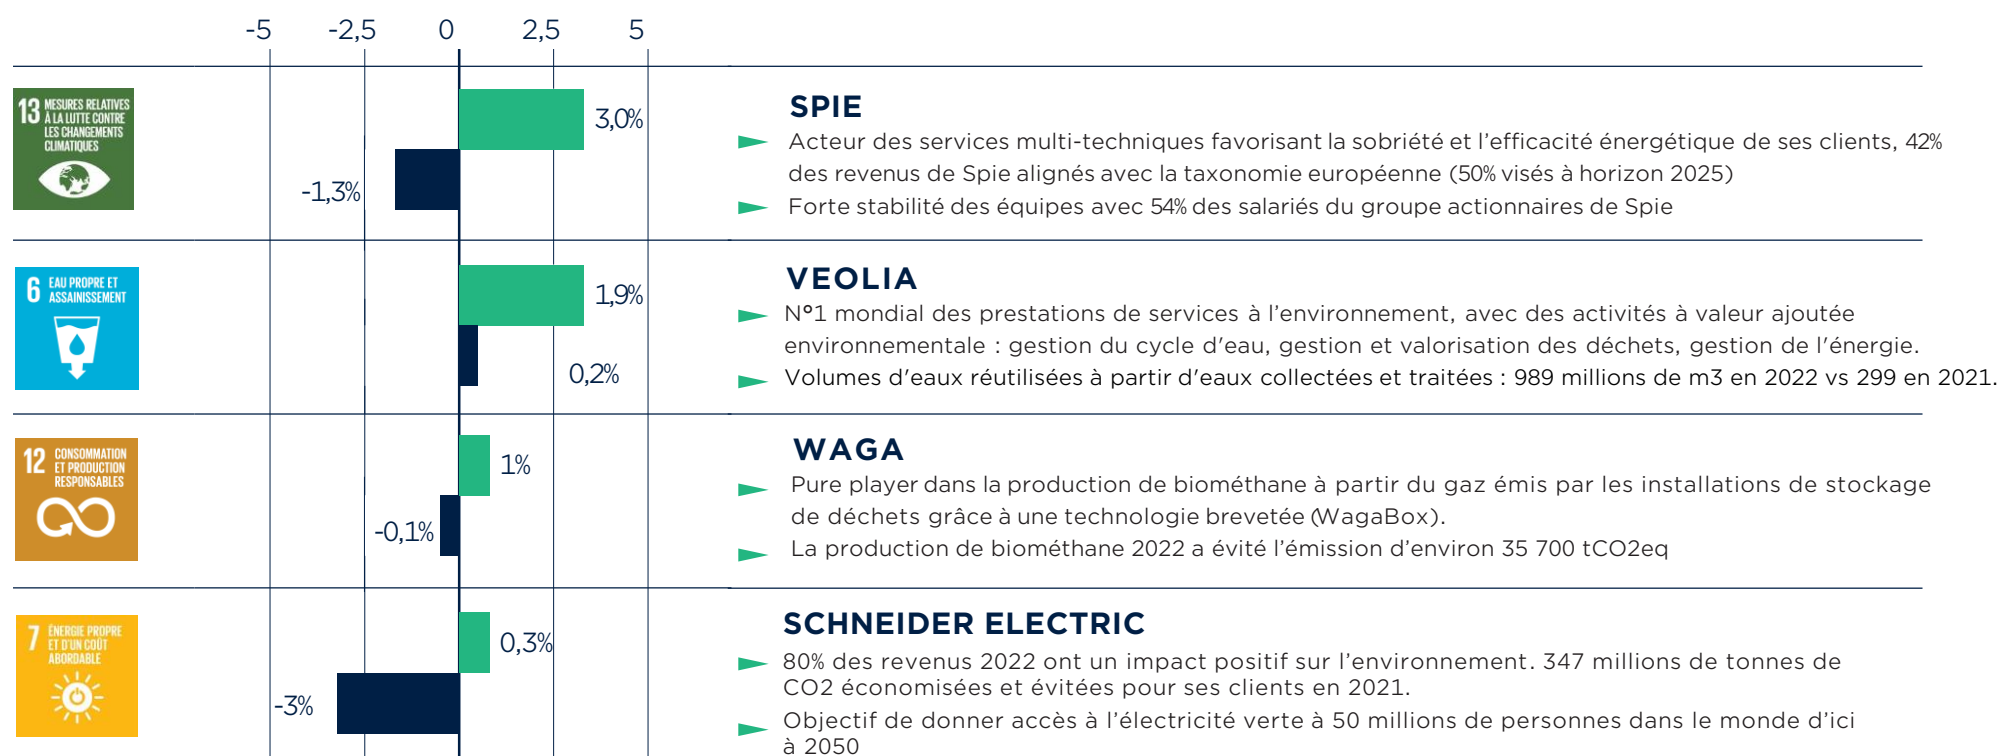 -5 -2,5 0 2,5 5
13 MESURES RELATIVES
À LA LUTTE CONTRE
LES CHANGEMENTS
CLIMATIQUES
3,0%
-1,3%
SPIE
Acteur des services multi-techniques favorisant la sobriété et l’efficacité énergétique de ses clients, 42%
des revenus de Spie alignés avec la taxonomie européenne (50% visés à horizon 2025)
Forte stabilité des équipes avec 54% des salariés du groupe actionnaires de Spie
6 EAU PROPRE ET
ASSAINISSEMENT
1,9%
0,2%
VEOLIA
N°1 mondial des prestations de services à l’environnement, avec des activités à valeur ajoutée
environnementale : gestion du cycle d'eau, gestion et valorisation des déchets, gestion de l'énergie.
Volumes d'eaux réutilisées à partir d'eaux collectées et traitées : 989 millions de m3 en 2022 vs 299 en 2021.
12 CONSOMMATION
ET PRODUCTION
RESPONSABLES
1%
-0,1%
WAGA
Pure player dans la production de biométhane à partir du gaz émis par les installations de stockage
de déchets grâce à une technologie brevetée (WagaBox).
La production de biométhane 2022 a évité l’émission d’environ 35 700 tCO2eq
7 ÉNERGIE PROPRE
ET D'UN COÛT
ABORDABLE
0,3%
-3%
SCHNEIDER ELECTRIC
80% des revenus 2022 ont un impact positif sur l’environnement. 347 millions de tonnes de
CO2 économisées et évitées pour ses clients en 2021.
Objectif de donner accès à l’électricité verte à 50 millions de personnes dans le monde d’ici
à 2050